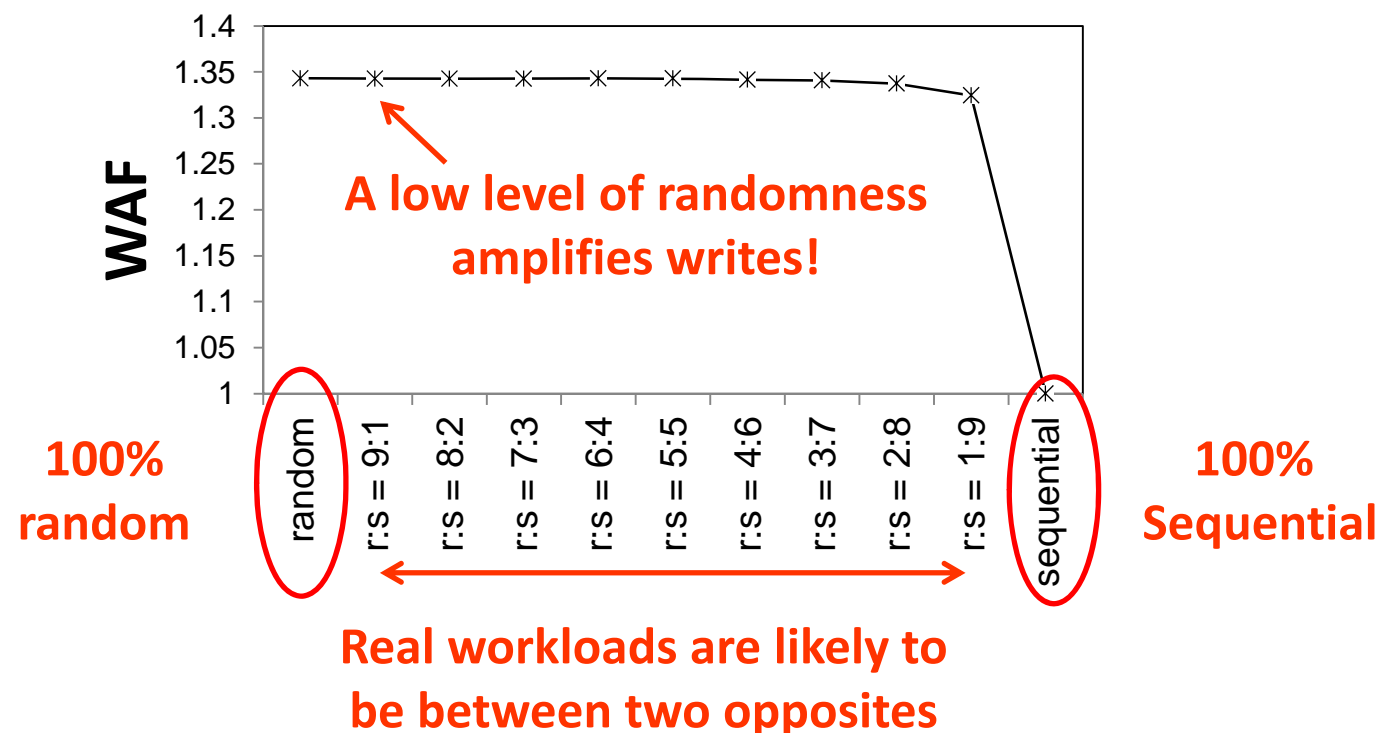 1.4
1.35
1.3
1.25
1.2
1.15
1.1
1.05
1
WAF
A low level of randomness
amplifies writes!
random
r:s = 9:1
r:s = 8:2
r:s = 7:3
r:s = 6:4
r:s = 5:5
r:s = 4:6
r:s = 3:7
r:s = 2:8
r:s = 1:9
sequential
100%
random
100%
Sequential
Real workloads are likely to
be between two opposites